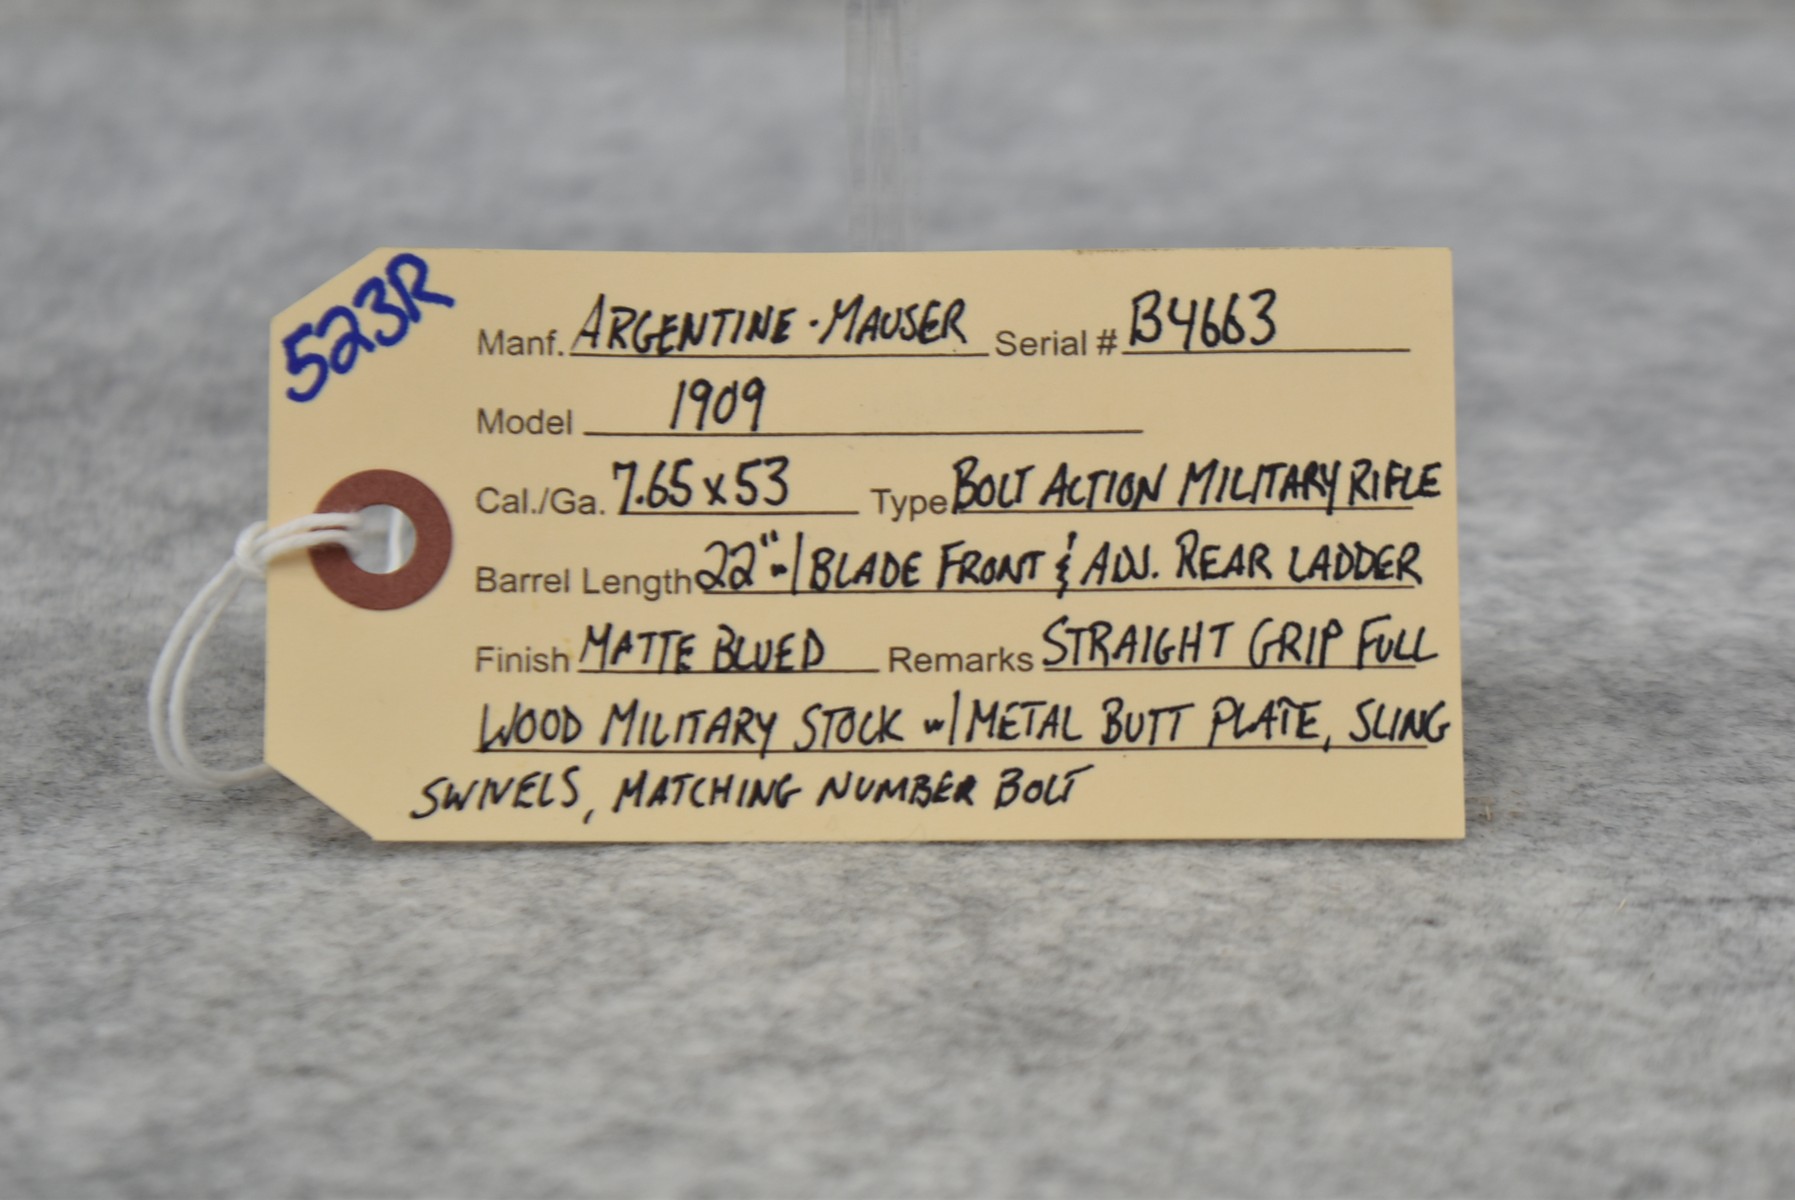 523R
Manf. ARGENTINE-MAUSER Serial # B4663
Model 1909
Cal./Ga. 7.65x53 Type BOLT ACTION MILITARY RIFLE
Barrel Length 22" w/ BLADE FRONT & ADJ. REAR LADDER
Finish MATTE BLUED Remarks STRAIGHT GRIP FULL
WOOD MILITARY STOCK w/ METAL BUTT PLATE, SLING
SWIVELS, MATCHING NUMBER BOLT